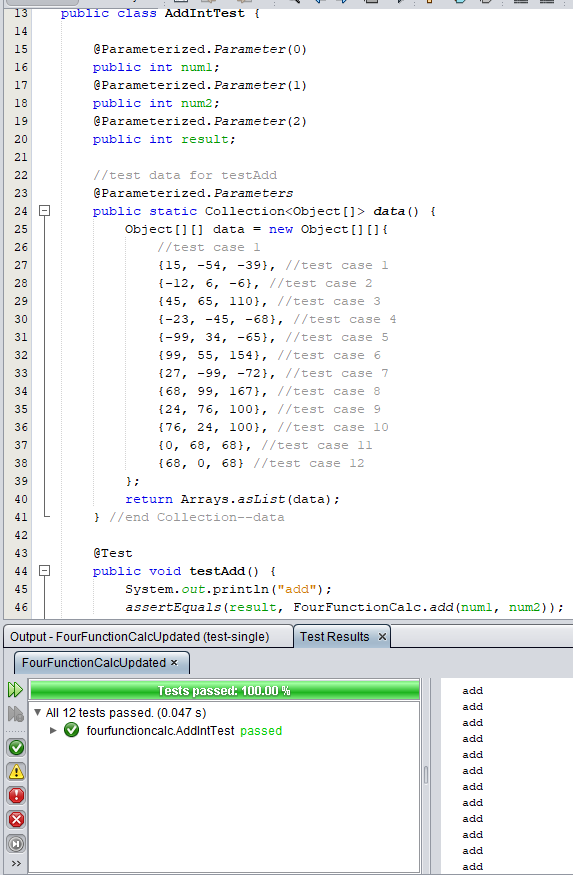 13 public class AddIntTest {
14
15 @Parameterized.Parameter(0)
16 public int num1;
17 @Parameterized.Parameter(1)
18 public int num2;
19 @Parameterized.Parameter(2)
20 public int result;
21
22 //test data for testAdd
23 @Parameterized.Parameters
24 public static Collection<Object[]> data() {
25 Object[][] data = new Object[][]{
26 //test case 1
27 {15, -54, -39}, //test case 1
28 {-12, 6, -6}, //test case 2
29 {45, 65, 110}, //test case 3
30 {-23, -45, -68}, //test case 4
31 {-99, 34, -65}, //test case 5
32 {99, 55, 154}, //test case 6
33 {27, -99, -72}, //test case 7
34 {68, 99, 167}, //test case 8
35 {24, 76, 100}, //test case 9
36 {76, 24, 100}, //test case 10
37 {0, 68, 68}, //test case 11
38 {68, 0, 68} //test case 12
39 };
40 return Arrays.asList(data);
41 } //end Collection--data
42
43 @Test
44 public void testAdd() {
45 System.out.println("add");
46 assertEquals(result, FourFunctionCalc.add(num1, num2));
Output - FourFunctionCalcUpdated (test-single) Test Results ×
FourFunctionCalcUpdated ×
Tests passed: 100.00 %
All 12 tests passed. (0.047 s)
fourfunctioncalc.AddIntTest passed
add
add
add
add
add
add
add
add
add
add
add
add